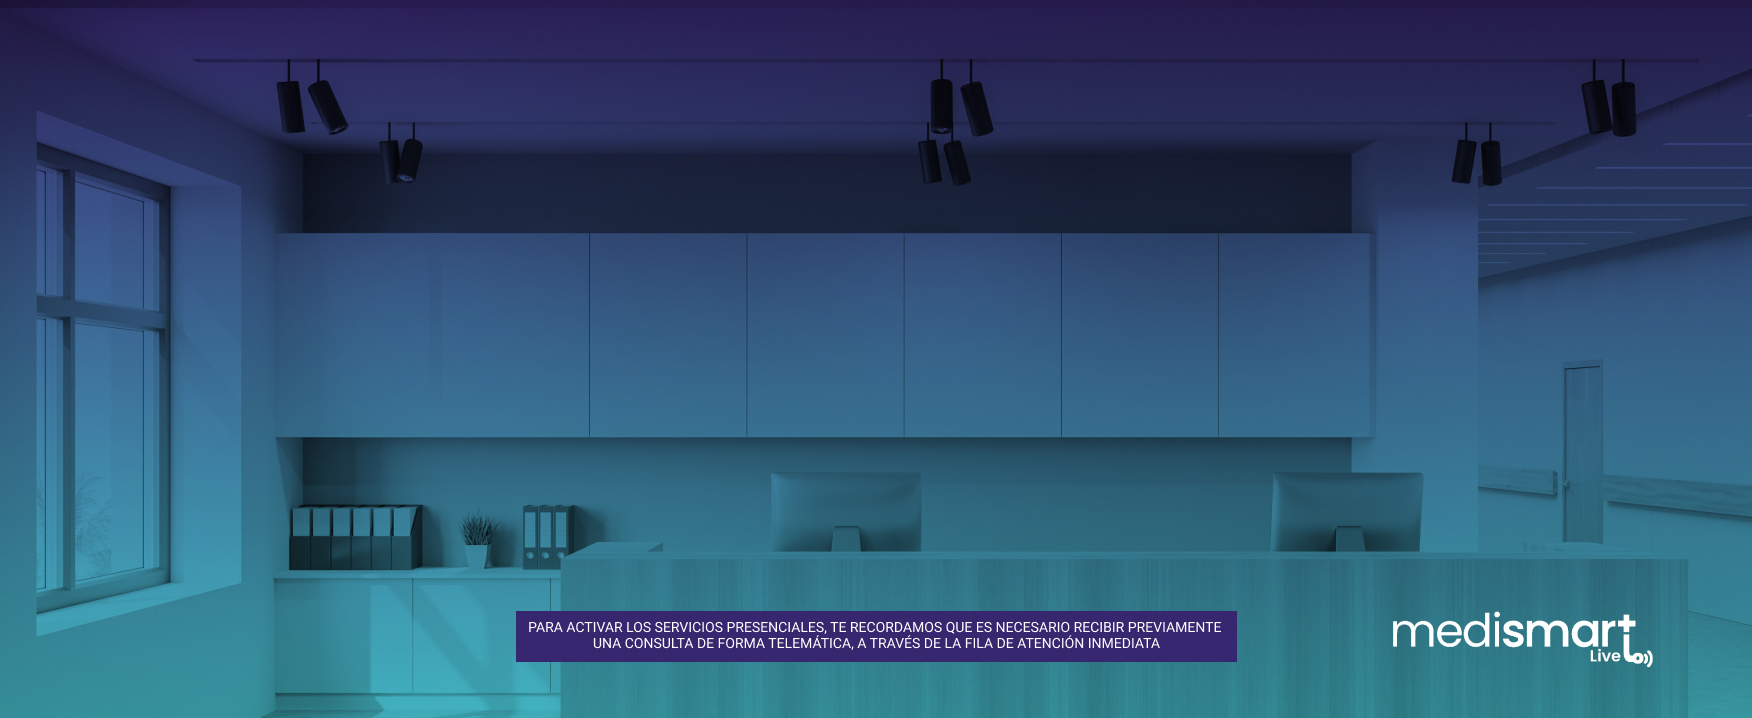 PARA ACTIVAR LOS SERVICIOS PRESENCIALES, TE RECORDAMOS QUE ES NECESARIO RECIBIR PREVIAMENTE
UNA CONSULTA DE FORMA TELEMÁTICA, A TRAVÉS DE LA FILA DE ATENCIÓN INMEDIATA
medismart
Live